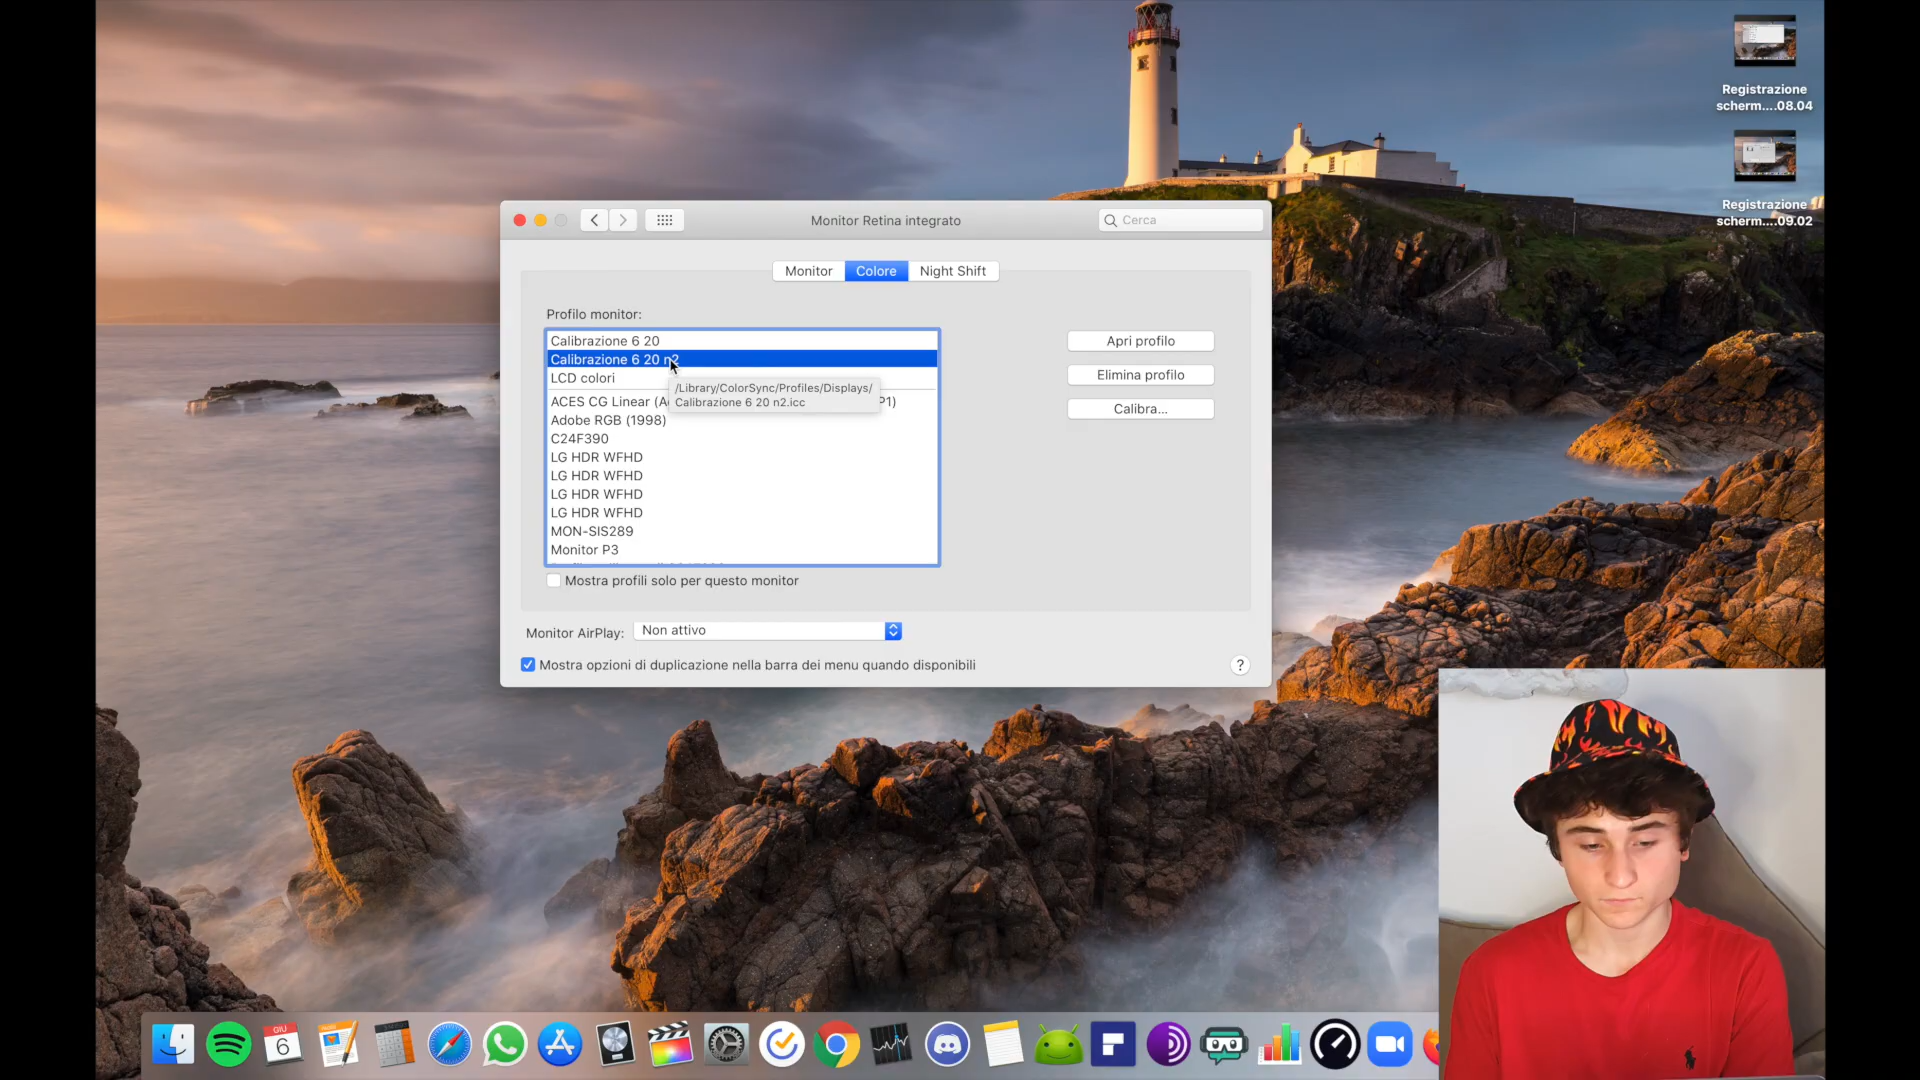 Registrazione
scherm....08.04
Registrazione
scherm....09.02
Monitor Retina integrato
Cerca
Monitor
Colore
Night Shift
Profilo monitor:
Calibrazione 6 20
Calibrazione 6 20 n2
LCD colori
/Library/ColorSync/Profiles/Displays/
Calibrazione 6 20 n2.icc
ACES CG Linear (A
P1)
Adobe RGB (1998)
C24F390
LG HDR WFHD
LG HDR WFHD
LG HDR WFHD
LG HDR WFHD
MON-SIS289
Monitor P3
Apri profilo
Elimina profilo
Calibra...
Mostra profili solo per questo monitor
Monitor AirPlay:
Non attivo
Mostra opzioni di duplicazione nella barra dei menu quando disponibili
?
GIU
6